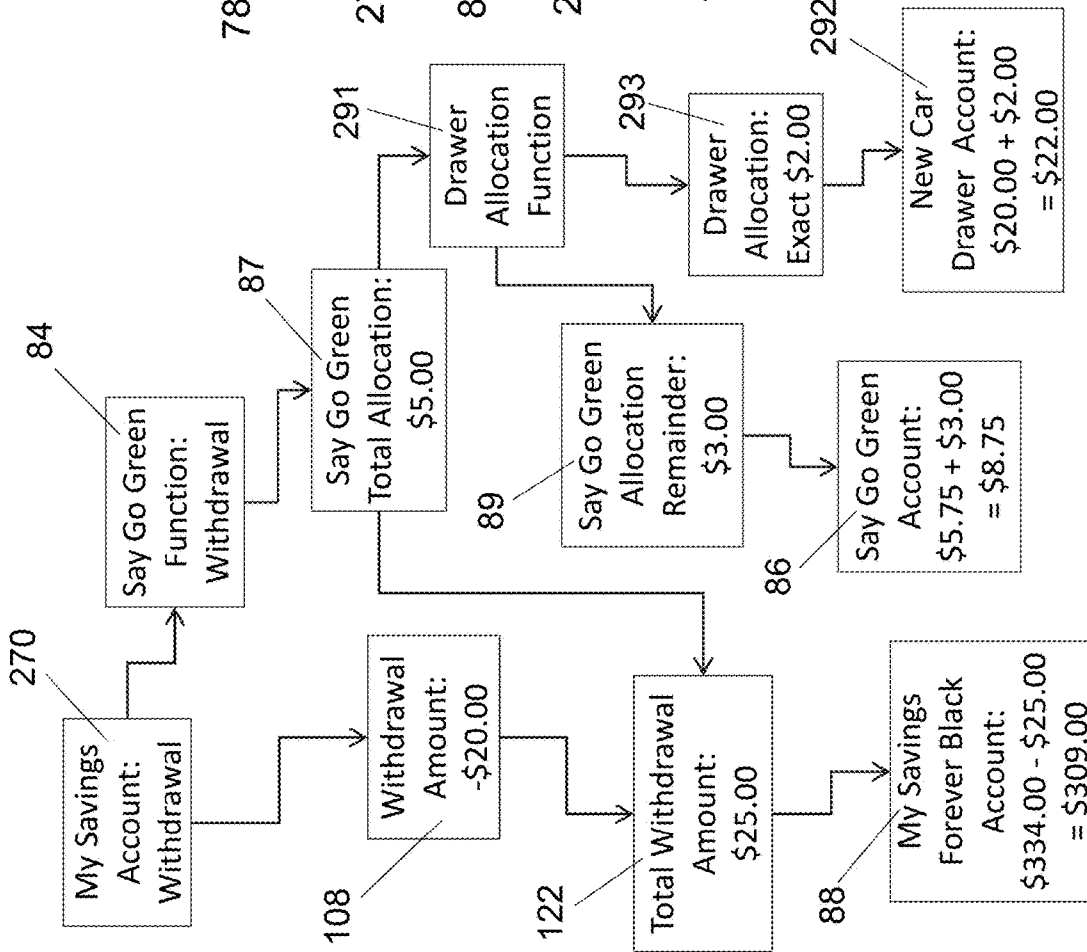 270
My Savings
Account:
Withdrawal
84
Say Go Green
Function:
Withdrawal
108
Withdrawal
Amount:
-$20.00
87
Say Go Green
Total Allocation:
$5.00
291
Drawer
Allocation
Function
122
Total Withdrawal
Amount:
$25.00
89
Say Go Green
Allocation
Remainder:
$3.00
293
Drawer
Allocation:
Exact $2.00
88
My Savings
Forever Black
Account:
$334.00 - $25.00
= $309.00
86
Say Go Green
Account:
$5.75 + $3.00
= $8.75
292
New Car
Drawer Account:
$20.00 + $2.00
= $22.00
78